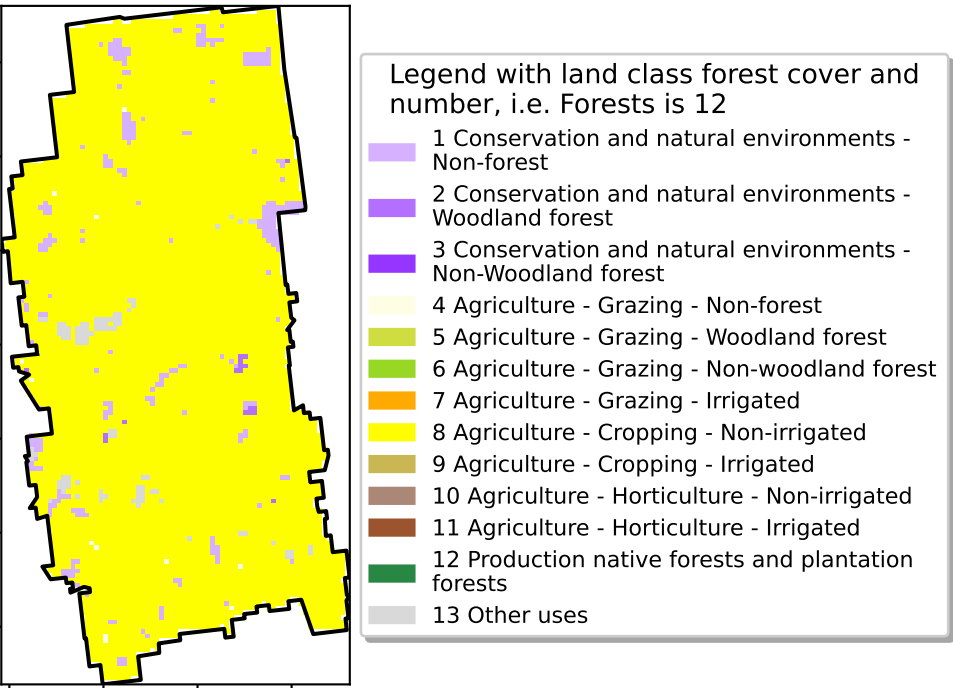 Legend with land class forest cover and
number, i.e. Forests is 12
1 Conservation and natural environments -
Non-forest
2 Conservation and natural environments -
Woodland forest
3 Conservation and natural environments -
Non-Woodland forest
4 Agriculture - Grazing - Non-forest
5 Agriculture - Grazing - Woodland forest
6 Agriculture - Grazing - Non-woodland forest
7 Agriculture - Grazing - Irrigated
8 Agriculture - Cropping - Non-irrigated
9 Agriculture - Cropping - Irrigated
10 Agriculture - Horticulture - Non-irrigated
11 Agriculture - Horticulture - Irrigated
12 Production native forests and plantation
forests
13 Other uses